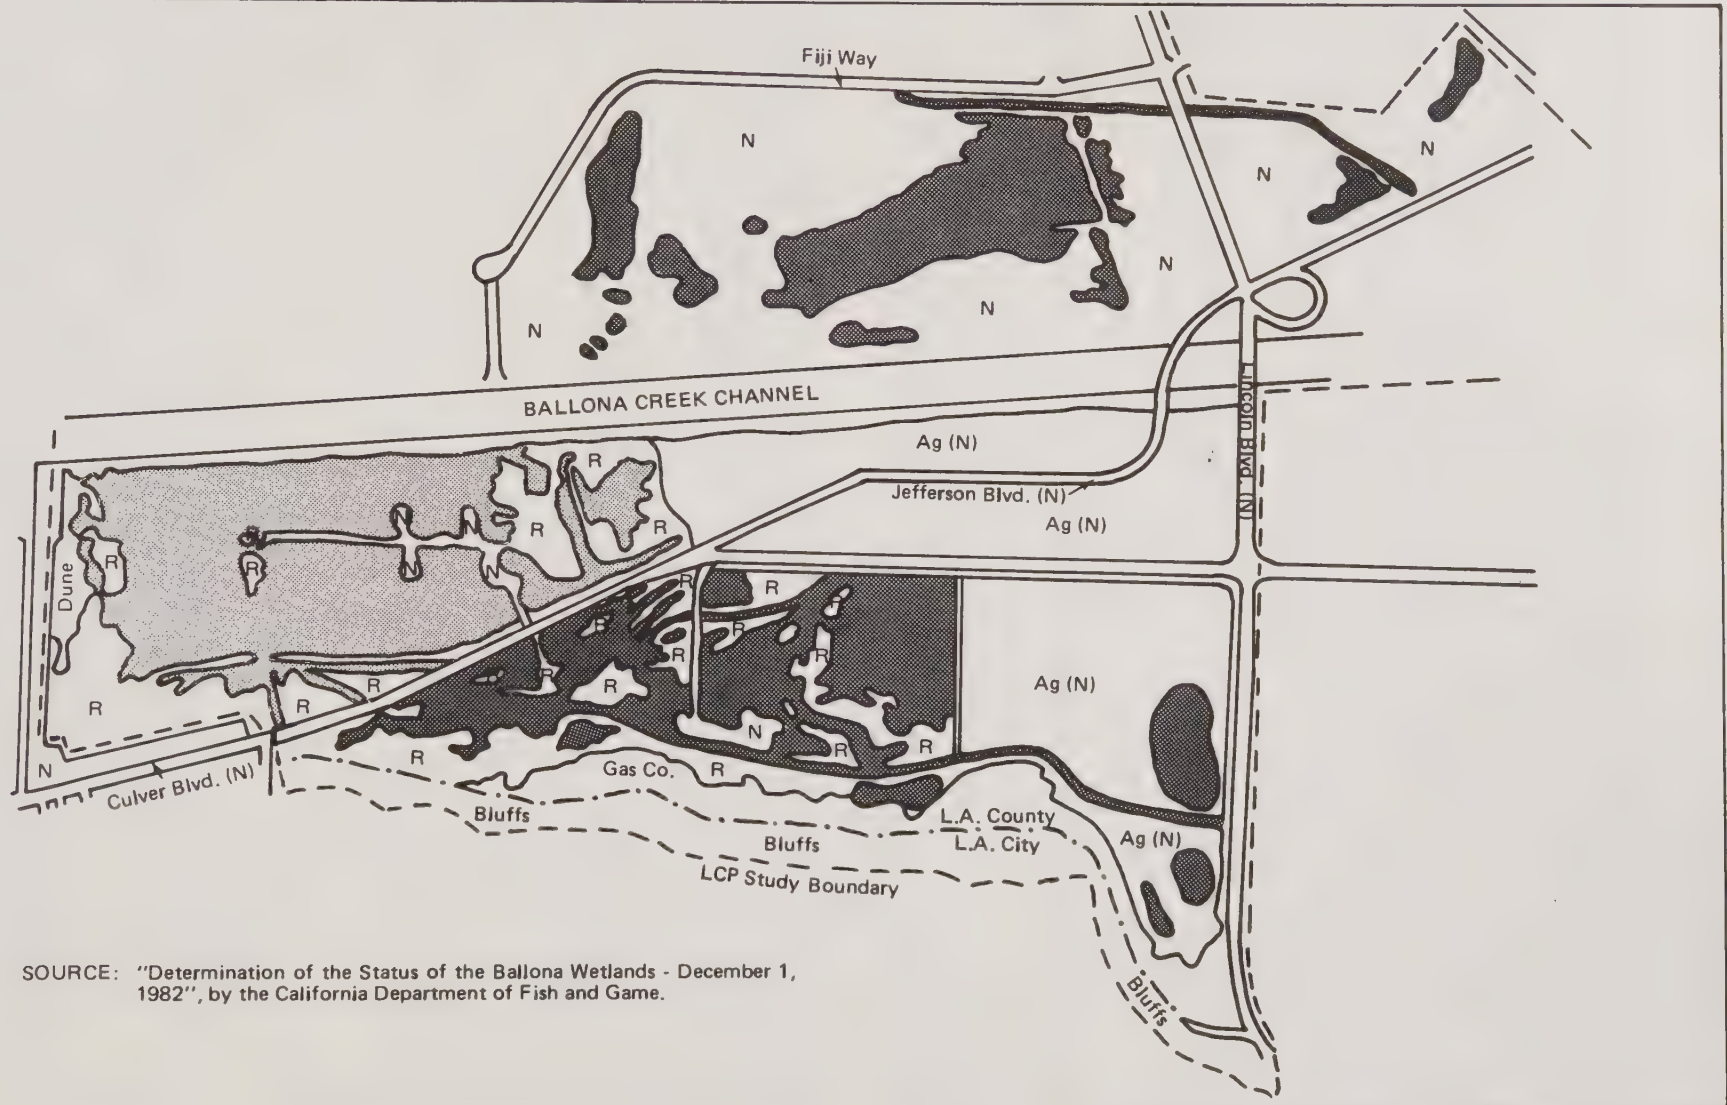 Fiji Way
N
N
N
N
N
N
N
BALLONA CREEK CHANNEL
Lincoln Blvd. (N)
Ag (N)
Jefferson Blvd. (N)
Ag (N)
R
R
R
N
N
N
N
R
R
Dune
R
R
R
R
R
R
R
R
R
R
R
R
R
Ag (N)
N
R
R
R
Gas Co.
R
N
Culver Blvd. (N)
Bluffs
Bluffs
L.A. County
L.A. City
Ag (N)
LCP Study Boundary
Bluffs
SOURCE: "Determination of the Status of the Ballona Wetlands - December 1,
1982", by the California Department of Fish and Game.